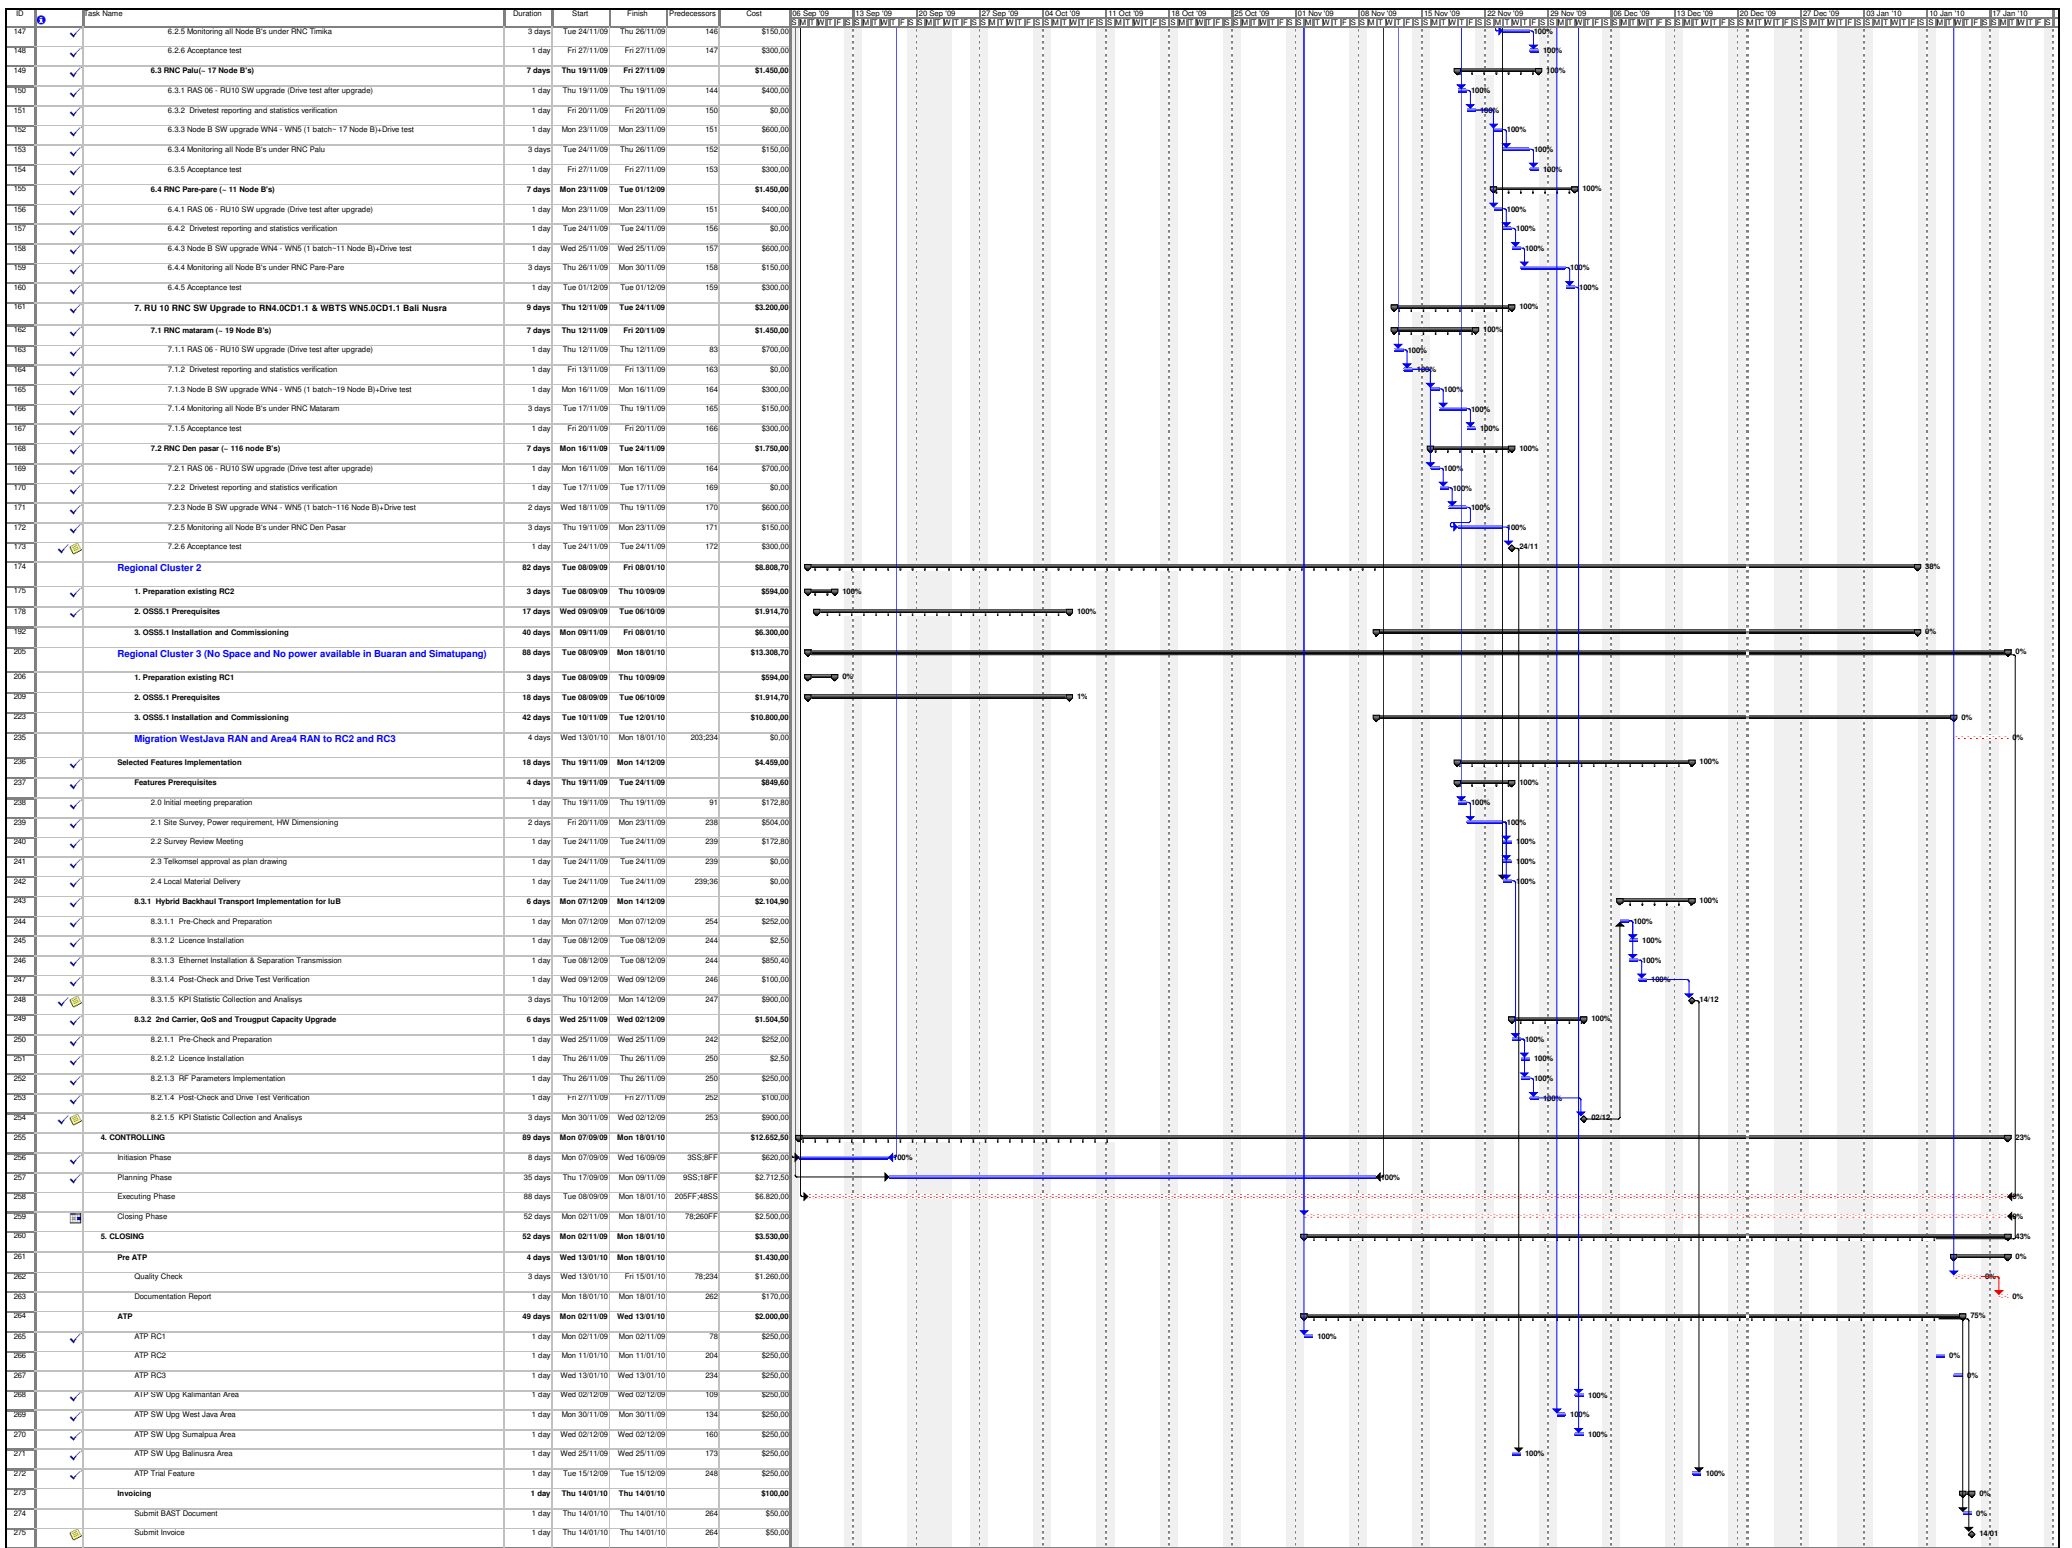 ID Task Name Duration Start Finish Predecessors Cost 06 Sep '09 13 Sep '09 20 Sep '09 27 Sep '09 04 Oct '09 11 Oct '09 18 Oct '09 25 Oct '09 01 Nov '09 08 Nov '09 15 Nov '09 22 Nov '09 29 Nov '09 06 Dec '09 13 Dec '09 20 Dec '09 27 Dec '09 03 Jan '10 10 Jan '10 17 Jan '10
147 6.2.5 Monitoring all Node B's under RNC Timika 3 days Tue 24/11/09 Thu 26/11/09 146 $150,00 100%
148 6.2.6 Acceptance test 1 day Fri 27/11/09 Fri 27/11/09 147 $300,00 100%
149 6.3 RNC Palu(~ 17 Node B's) 7 days Thu 19/11/09 Fri 27/11/09 $1.450,00 100%
150 6.3.1 RAS 06 - RU10 SW upgrade (Drive test after upgrade) 1 day Thu 19/11/09 Thu 19/11/09 144 $400,00 100%
151 6.3.2 Drivetest reporting and statistics verification 1 day Fri 20/11/09 Fri 20/11/09 150 $0,00 100%
152 6.3.3 Node B SW upgrade WN4 - WN5 (1 batch~ 17 Node B)+Drive test 1 day Mon 23/11/09 Mon 23/11/09 151 $600,00 100%
153 6.3.4 Monitoring all Node B's under RNC Palu 3 days Tue 24/11/09 Thu 26/11/09 152 $150,00 100%
154 6.3.5 Acceptance test 1 day Fri 27/11/09 Fri 27/11/09 153 $300,00 100%
155 6.4 RNC Pare-pare (~ 11 Node B's) 7 days Mon 23/11/09 Tue 01/12/09 $1.450,00 100%
156 6.4.1 RAS 06 - RU10 SW upgrade (Drive test after upgrade) 1 day Mon 23/11/09 Mon 23/11/09 151 $400,00 100%
157 6.4.2 Drivetest reporting and statistics verification 1 day Tue 24/11/09 Tue 24/11/09 156 $0,00 100%
158 6.4.3 Node B SW upgrade WN4 - WN5 (1 batch~11 Node B)+Drive test 1 day Wed 25/11/09 Wed 25/11/09 157 $600,00 100%
159 6.4.4 Monitoring all Node B's under RNC Pare-Pare 3 days Thu 26/11/09 Mon 30/11/09 158 $150,00 100%
160 6.4.5 Acceptance test 1 day Tue 01/12/09 Tue 01/12/09 159 $300,00 100%
161 7. RU 10 RNC SW Upgrade to RN4.0CD1.1 & WBTS WN5.0CD1.1 Bali Nusra 9 days Thu 12/11/09 Tue 24/11/09 $3.200,00 100%
162 7.1 RNC mataram (~ 19 Node B's) 7 days Thu 12/11/09 Fri 20/11/09 $1.450,00 100%
163 7.1.1 RAS 06 - RU10 SW upgrade (Drive test after upgrade) 1 day Thu 12/11/09 Thu 12/11/09 83 $700,00 100%
164 7.1.2 Drivetest reporting and statistics verification 1 day Fri 13/11/09 Fri 13/11/09 163 $0,00 100%
165 7.1.3 Node B SW upgrade WN4 - WN5 (1 batch~19 Node B)+Drive test 1 day Mon 16/11/09 Mon 16/11/09 164 $300,00 100%
166 7.1.4 Monitoring all Node B's under RNC Mataram 3 days Tue 17/11/09 Thu 19/11/09 165 $150,00 100%
167 7.1.5 Acceptance test 1 day Fri 20/11/09 Fri 20/11/09 166 $300,00 100%
168 7.2 RNC Den pasar (~ 116 node B's) 7 days Mon 16/11/09 Tue 24/11/09 $1.750,00 100%
169 7.2.1 RAS 06 - RU10 SW upgrade (Drive test after upgrade) 1 day Mon 16/11/09 Mon 16/11/09 164 $700,00 100%
170 7.2.2 Drivetest reporting and statistics verification 1 day Tue 17/11/09 Tue 17/11/09 169 $0,00 100%
171 7.2.3 Node B SW upgrade WN4 - WN5 (1 batch~116 Node B)+Drive test 2 days Wed 18/11/09 Thu 19/11/09 170 $600,00 100%
172 7.2.5 Monitoring all Node B's under RNC Den Pasar 3 days Thu 19/11/09 Mon 23/11/09 171 $150,00 100%
173 7.2.6 Acceptance test 1 day Tue 24/11/09 Tue 24/11/09 172 $300,00 24/11
174 Regional Cluster 2 82 days Tue 08/09/09 Fri 08/01/10 $8.808,70 38%
175 1. Preparation existing RC2 3 days Tue 08/09/09 Thu 10/09/09 $594,00 100%
178 2. OSS5.1 Prerequisites 17 days Wed 09/09/09 Tue 06/10/09 $1.914,70 100%
192 3. OSS5.1 Installation and Commissioning 40 days Mon 09/11/09 Fri 08/01/10 $6.300,00 0%
205 Regional Cluster 3 (No Space and No power available in Buaran and Simatupang) 88 days Tue 08/09/09 Mon 18/01/10 $13.308,70 0%
206 1. Preparation existing RC1 3 days Tue 08/09/09 Thu 10/09/09 $594,00 0%
209 2. OSS5.1 Prerequisites 18 days Tue 08/09/09 Tue 06/10/09 $1.914,70 1%
223 3. OSS5.1 Installation and Commissioning 42 days Tue 10/11/09 Tue 12/01/10 $10.800,00 0%
235 Migration WestJava RAN and Area4 RAN to RC2 and RC3 4 days Wed 13/01/10 Mon 18/01/10 203;234 $0,00 0%
236 Selected Features Implementation 18 days Thu 19/11/09 Mon 14/12/09 $4.459,00 100%
237 Features Prerequisites 4 days Thu 19/11/09 Tue 24/11/09 $849,60 100%
238 2.0 Initial meeting preparation 1 day Thu 19/11/09 Thu 19/11/09 91 $172,80 100%
239 2.1 Site Survey, Power requirement, HW Dimensioning 2 days Fri 20/11/09 Mon 23/11/09 238 $504,00 100%
240 2.2 Survey Review Meeting 1 day Tue 24/11/09 Tue 24/11/09 239 $172,80 100%
241 2.3 Telkomsel approval as plan drawing 1 day Tue 24/11/09 Tue 24/11/09 239 $0,00 100%
242 2.4 Local Material Delivery 1 day Tue 24/11/09 Tue 24/11/09 239;36 $0,00 100%
243 8.3.1 Hybrid Backhaul Transport Implementation for IuB 6 days Mon 07/12/09 Mon 14/12/09 $2.104,90 100%
244 8.3.1.1 Pre-Check and Preparation 1 day Mon 07/12/09 Mon 07/12/09 254 $252,00 100%
245 8.3.1.2 Licence Installation 1 day Tue 08/12/09 Tue 08/12/09 244 $2,50 100%
246 8.3.1.3 Ethernet Installation & Separation Transmission 1 day Tue 08/12/09 Tue 08/12/09 244 $850,40 100%
247 8.3.1.4 Post-Check and Drive Test Verification 1 day Wed 09/12/09 Wed 09/12/09 246 $100,00 100%
248 8.3.1.5 KPI Statistic Collection and Analisys 3 days Thu 10/12/09 Mon 14/12/09 247 $900,00 14/12
249 8.3.2 2nd Carrier, QoS and Trougput Capacity Upgrade 6 days Wed 25/11/09 Wed 02/12/09 $1.504,50 100%
250 8.2.1.1 Pre-Check and Preparation 1 day Wed 25/11/09 Wed 25/11/09 242 $252,00 100%
251 8.2.1.2 Licence Installation 1 day Thu 26/11/09 Thu 26/11/09 250 $2,50 100%
252 8.2.1.3 RF Parameters Implementation 1 day Thu 26/11/09 Thu 26/11/09 250 $250,00 100%
253 8.2.1.4 Post-Check and Drive Test Verification 1 day Fri 27/11/09 Fri 27/11/09 252 $100,00 100%
254 8.2.1.5 KPI Statistic Collection and Analisys 3 days Mon 30/11/09 Wed 02/12/09 253 $900,00 02/12
255 4. CONTROLLING 89 days Mon 07/09/09 Mon 18/01/10 $12.652,50 23%
256 Initiasion Phase 8 days Mon 07/09/09 Wed 16/09/09 3SS;8FF $620,00 100%
257 Planning Phase 35 days Thu 17/09/09 Mon 09/11/09 9SS;18FF $2.712,50 100%
258 Executing Phase 88 days Tue 08/09/09 Mon 18/01/10 205FF;48SS $6.820,00 0%
259 Closing Phase 52 days Mon 02/11/09 Mon 18/01/10 78;260FF $2.500,00 0%
260 5. CLOSING 52 days Mon 02/11/09 Mon 18/01/10 $3.530,00 43%
261 Pre ATP 4 days Wed 13/01/10 Mon 18/01/10 $1.430,00 0%
262 Quality Check 3 days Wed 13/01/10 Fri 15/01/10 78;234 $1.260,00 0%
263 Documentation Report 1 day Mon 18/01/10 Mon 18/01/10 262 $170,00 0%
264 ATP 49 days Mon 02/11/09 Wed 13/01/10 $2.000,00 75%
265 ATP RC1 1 day Mon 02/11/09 Mon 02/11/09 78 $250,00 100%
266 ATP RC2 1 day Mon 11/01/10 Mon 11/01/10 204 $250,00 0%
267 ATP RC3 1 day Wed 13/01/10 Wed 13/01/10 234 $250,00 0%
268 ATP SW Upg Kalimantan Area 1 day Wed 02/12/09 Wed 02/12/09 109 $250,00 100%
269 ATP SW Upg West Java Area 1 day Mon 30/11/09 Mon 30/11/09 134 $250,00 100%
270 ATP SW Upg Sumalpua Area 1 day Wed 02/12/09 Wed 02/12/09 160 $250,00 100%
271 ATP SW Upg Balinusra Area 1 day Wed 25/11/09 Wed 25/11/09 173 $250,00 100%
272 ATP Trial Feature 1 day Tue 15/12/09 Tue 15/12/09 248 $250,00 100%
273 Invoicing 1 day Thu 14/01/10 Thu 14/01/10 $100,00 0%
274 Submit BAST Document 1 day Thu 14/01/10 Thu 14/01/10 264 $50,00 0%
275 Submit Invoice 1 day Thu 14/01/10 Thu 14/01/10 264 $50,00 14/01